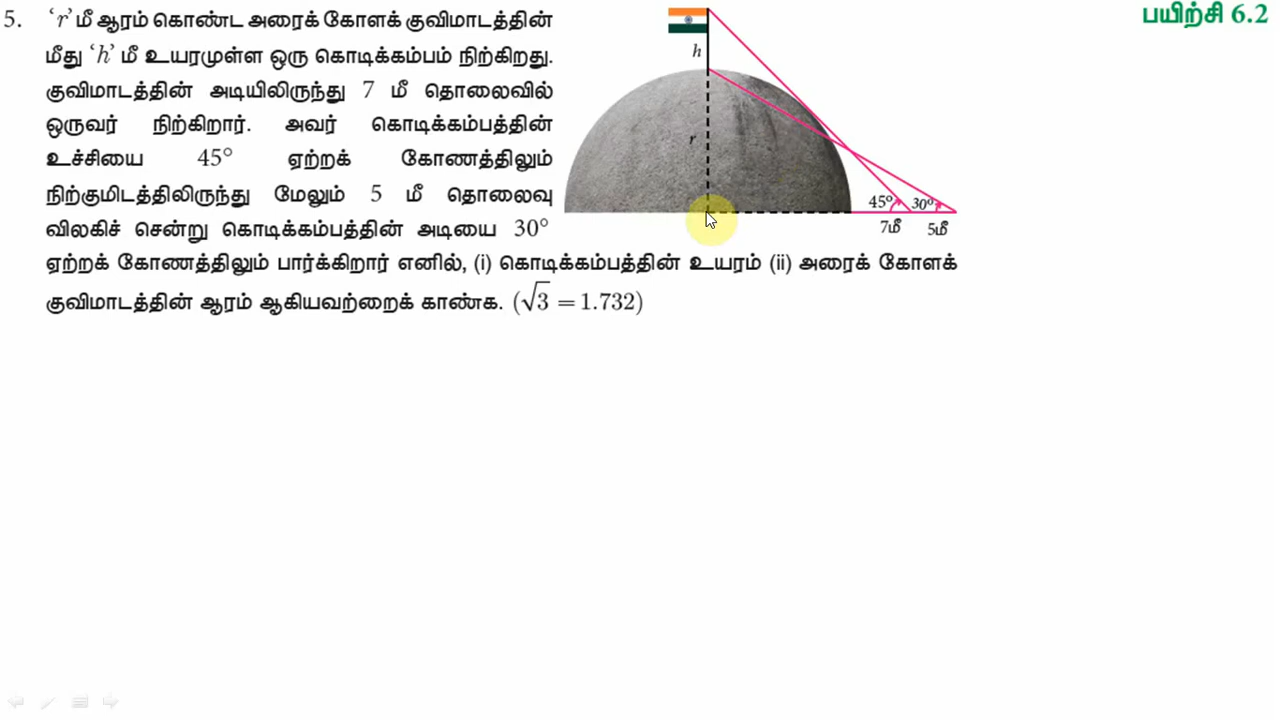 பயிற்சி 6.2
5. ‘r’ மீ ஆரம் கொண்ட அரைக் கோளக் குவிமாடத்தின்
மீது ‘h’ மீ உயரமுள்ள ஒரு கொடிக்கம்பம் நிற்கிறது.
குவிமாடத்தின் அடியிலிருந்து 7 மீ தொலைவில்
ஒருவர் நிற்கிறார். அவர் கொடிக்கம்பத்தின்
உச்சியை 45° ஏற்றக் கோணத்திலும்
நிற்குமிடத்திலிருந்து மேலும் 5 மீ தொலைவு
விலகிச் சென்று கொடிக்கம்பத்தின் அடியை 30°
ஏற்றக் கோணத்திலும் பார்க்கிறார் எனில், (i) கொடிக்கம்பத்தின் உயரம் (ii) அரைக் கோளக்
குவிமாடத்தின் ஆரம் ஆகியவற்றைக் காண்க. (√3 = 1.732)
h
r
45° 30°
7மீ 5மீ